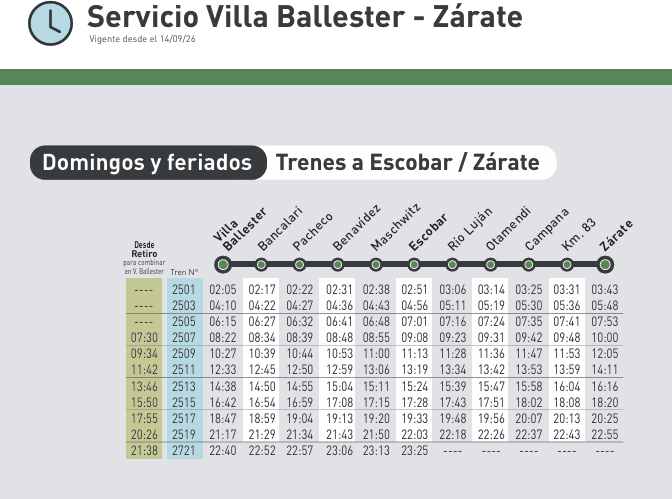 Servicio Villa Ballester - Zárate
Vigente desde el 14/09/26
Domingos y feriados Trenes a Escobar / Zárate
Desde
Retiro
para combinar
en V. Ballester
Tren N°
Villa
Ballester
Bancalari
Pacheco
Benavídez
Maschwitz
Escobar
Río Luján
Otamendi
Campana
Km. 83
Zárate
---- 2501 02:05 02:17 02:22 02:31 02:38 02:51 03:06 03:14 03:25 03:31 03:43
---- 2503 04:10 04:22 04:27 04:36 04:43 04:56 05:11 05:19 05:30 05:36 05:48
---- 2505 06:15 06:27 06:32 06:41 06:48 07:01 07:16 07:24 07:35 07:41 07:53
07:30 2507 08:22 08:34 08:39 08:48 08:55 09:08 09:23 09:31 09:42 09:48 10:00
09:34 2509 10:27 10:39 10:44 10:53 11:00 11:13 11:28 11:36 11:47 11:53 12:05
11:42 2511 12:33 12:45 12:50 12:59 13:06 13:19 13:34 13:42 13:53 13:59 14:11
13:46 2513 14:38 14:50 14:55 15:04 15:11 15:24 15:39 15:47 15:58 16:04 16:16
15:50 2515 16:42 16:54 16:59 17:08 17:15 17:28 17:43 17:51 18:02 18:08 18:20
17:55 2517 18:47 18:59 19:04 19:13 19:20 19:33 19:48 19:56 20:07 20:13 20:25
20:26 2519 21:17 21:29 21:34 21:43 21:50 22:03 22:18 22:26 22:37 22:43 22:55
21:38 2721 22:40 22:52 22:57 23:06 23:13 23:25 ---- ---- ---- ---- ----